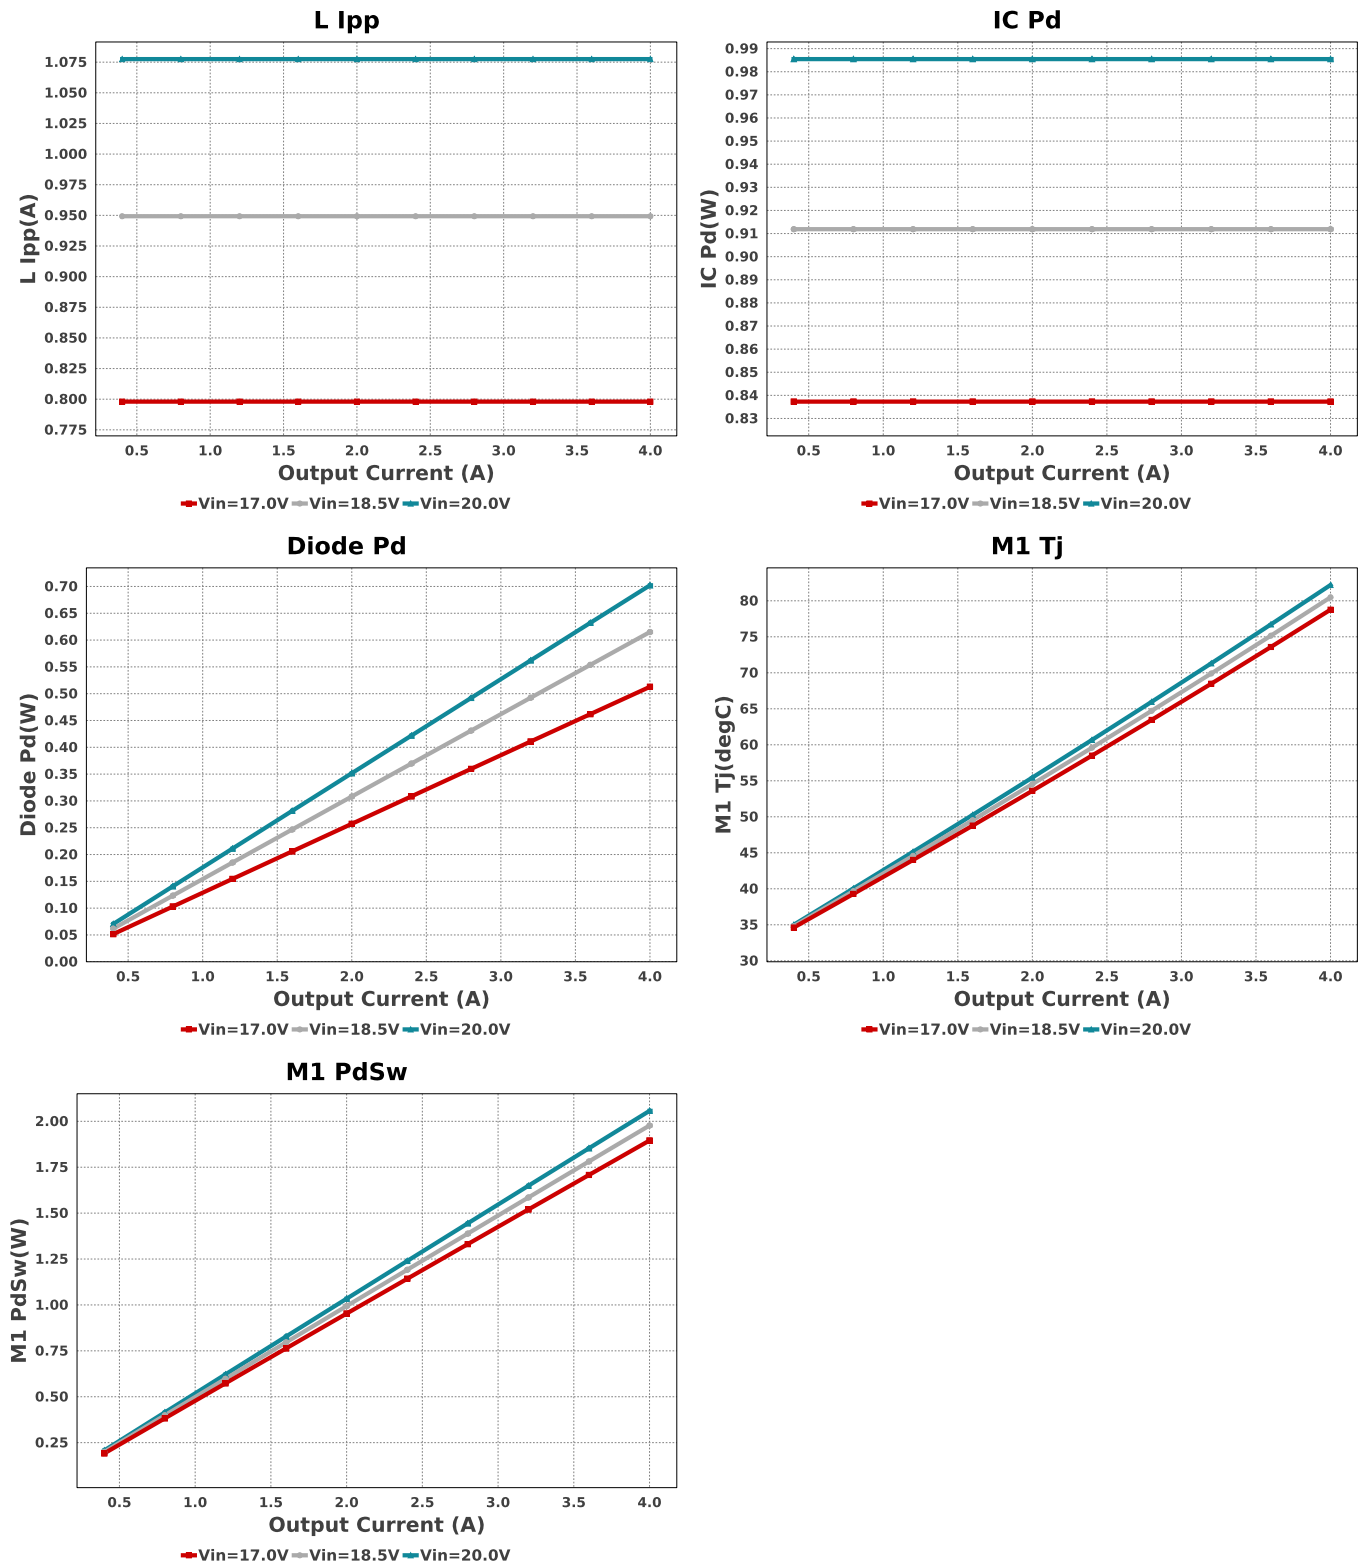 L Ipp
1.075
1.050
1.025
1.000
0.975
0.950
0.925
0.900
0.875
0.850
0.825
0.800
0.775
L Ipp(A)
0.5 1.0 1.5 2.0 2.5 3.0 3.5 4.0
Output Current (A)
Vin=17.0V Vin=18.5V Vin=20.0V
IC Pd
0.99
0.98
0.97
0.96
0.95
0.94
0.93
0.92
0.91
0.90
0.89
0.88
0.87
0.86
0.85
0.84
0.83
IC Pd(W)
0.5 1.0 1.5 2.0 2.5 3.0 3.5 4.0
Output Current (A)
Vin=17.0V Vin=18.5V Vin=20.0V
Diode Pd
0.70
0.65
0.60
0.55
0.50
0.45
0.40
0.35
0.30
0.25
0.20
0.15
0.10
0.05
0.00
Diode Pd(W)
0.5 1.0 1.5 2.0 2.5 3.0 3.5 4.0
Output Current (A)
Vin=17.0V Vin=18.5V Vin=20.0V
M1 Tj
80
75
70
65
60
55
50
45
40
35
30
M1 Tj(degC)
0.5 1.0 1.5 2.0 2.5 3.0 3.5 4.0
Output Current (A)
Vin=17.0V Vin=18.5V Vin=20.0V
M1 PdSw
2.00
1.75
1.50
1.25
1.00
0.75
0.50
0.25
M1 PdSw(W)
0.5 1.0 1.5 2.0 2.5 3.0 3.5 4.0
Output Current (A)
Vin=17.0V Vin=18.5V Vin=20.0V